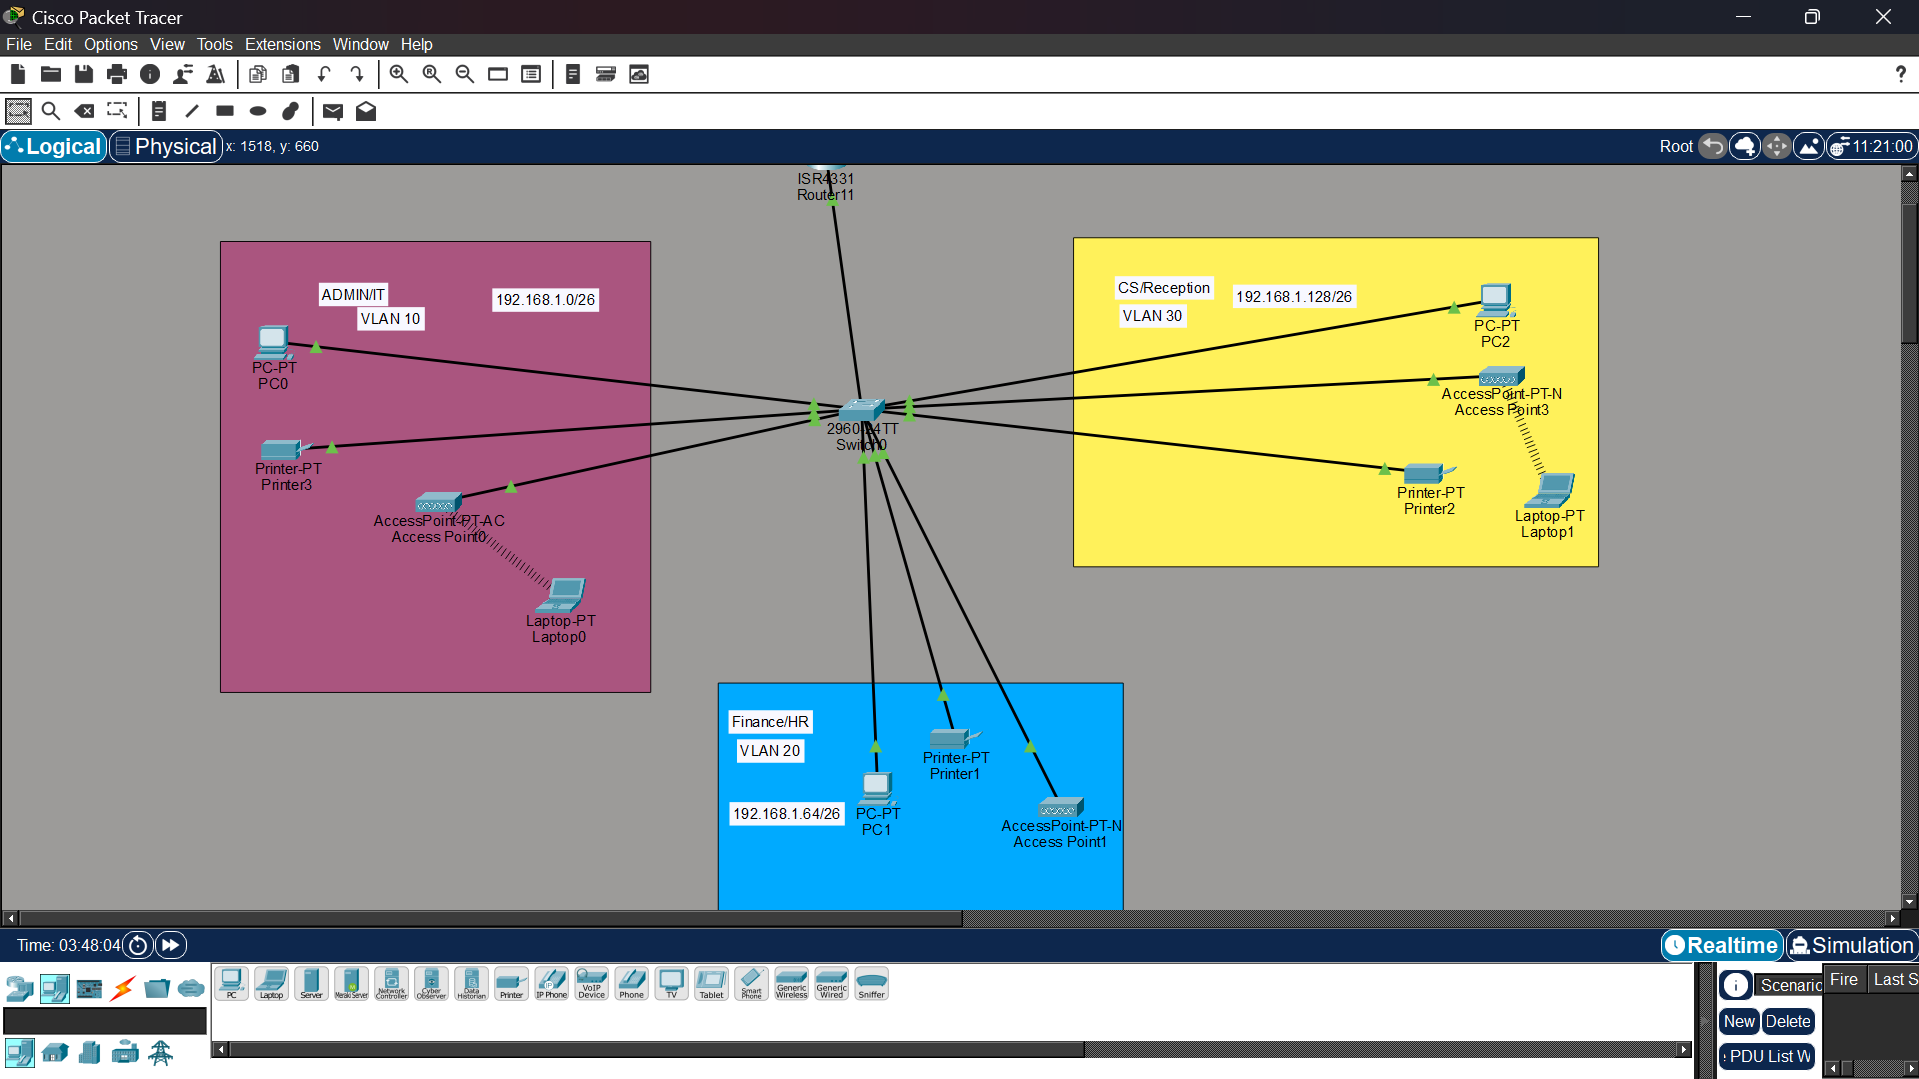 Cisco Packet Tracer
File Edit Options View Tools Extensions Window Help
?
Logical Physical x: 1518, y: 660 Root 11:21:00
ISR4331
Router11
ADMIN/IT
VLAN 10
192.168.1.0/26
PC-PT
PC0
Printer-PT
Printer3
AccessPoint-PT-AC
Access Point0
Laptop-PT
Laptop0
2960-24TT
Switch0
CS/Reception
192.168.1.128/26
VLAN 30
PC-PT
PC2
AccessPoint-PT-N
Access Point3
Printer-PT
Printer2
Laptop-PT
Laptop1
Finance/HR
VLAN 20
192.168.1.64/26
PC-PT
PC1
Printer-PT
Printer1
AccessPoint-PT-N
Access Point1
Time: 03:48:04 Realtime Simulation
PC Laptop Server Meraki Server Network Controller Cyber Observer Data Historian Printer IP Phone VoIP Device Phone TV Tablet Smart Phone Generic Wireless Generic Wired Sniffer
Scenario
Fire Last S
New Delete
PDU List W